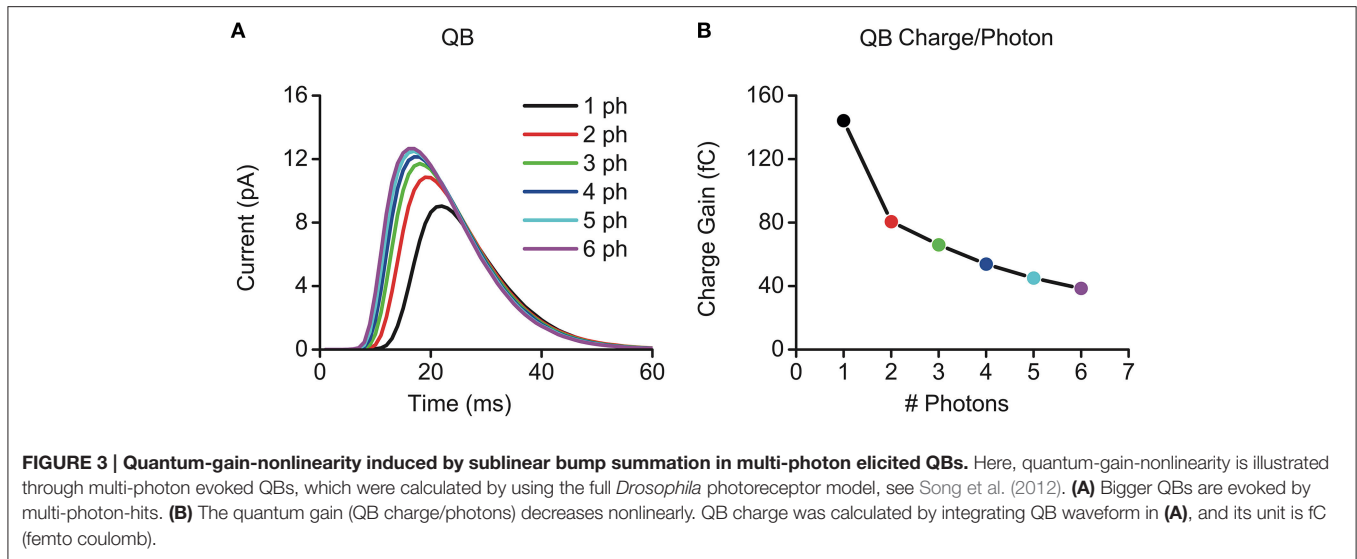 A
QB
16
12
8
4
0
Current (pA)
0
20
40
60
Time (ms)
1 ph
2 ph
3 ph
4 ph
5 ph
6 ph
B
QB Charge/Photon
160
120
80
40
0
Charge Gain (fC)
0
1
2
3
4
5
6
7
# Photons
FIGURE 3 | Quantum-gain-nonlinearity induced by sublinear bump summation in multi-photon elicited QBs. Here, quantum-gain-nonlinearity is illustrated
through multi-photon evoked QBs, which were calculated by using the full Drosophila photoreceptor model, see Song et al. (2012). (A) Bigger QBs are evoked by
multi-photon-hits. (B) The quantum gain (QB charge/photons) decreases nonlinearly. QB charge was calculated by integrating QB waveform in (A), and its unit is fC
(femto coulomb).